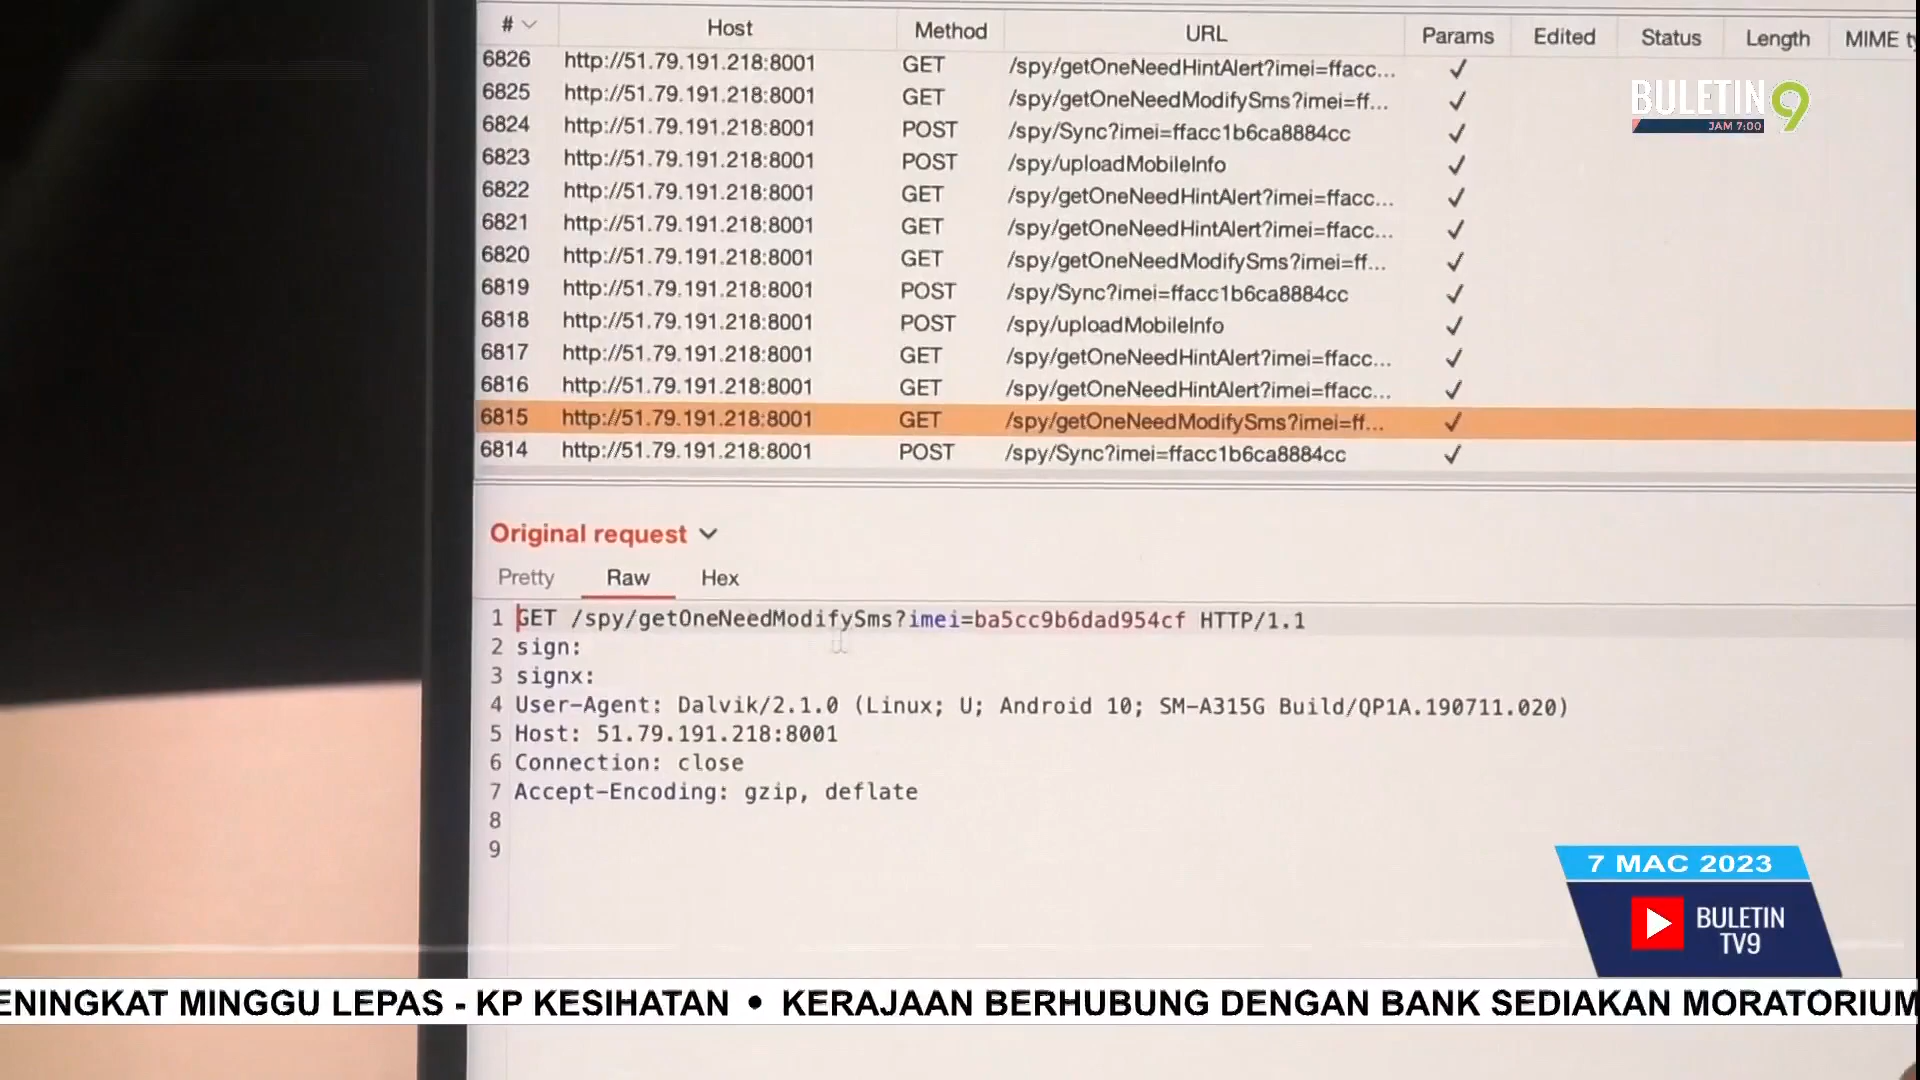 # Host Method URL Params Edited Status Length MIME ty
6826 http://51.79.191.218:8001 GET /spy/getOneNeedHintAlert?imei=ffacc... ✓
6825 http://51.79.191.218:8001 GET /spy/getOneNeedModifySms?imei=ff... ✓
6824 http://51.79.191.218:8001 POST /spy/Sync?imei=ffacc1b6ca8884cc ✓
6823 http://51.79.191.218:8001 POST /spy/uploadMobileInfo ✓
6822 http://51.79.191.218:8001 GET /spy/getOneNeedHintAlert?imei=ffacc... ✓
6821 http://51.79.191.218:8001 GET /spy/getOneNeedHintAlert?imei=ffacc... ✓
6820 http://51.79.191.218:8001 GET /spy/getOneNeedModifySms?imei=ff... ✓
6819 http://51.79.191.218:8001 POST /spy/Sync?imei=ffacc1b6ca8884cc ✓
6818 http://51.79.191.218:8001 POST /spy/uploadMobileInfo ✓
6817 http://51.79.191.218:8001 GET /spy/getOneNeedHintAlert?imei=ffacc... ✓
6816 http://51.79.191.218:8001 GET /spy/getOneNeedHintAlert?imei=ffacc... ✓
6815 http://51.79.191.218:8001 GET /spy/getOneNeedModifySms?imei=ff... ✓
6814 http://51.79.191.218:8001 POST /spy/Sync?imei=ffacc1b6ca8884cc ✓
BULETIN 9
JAM 7:00
Original request
Pretty Raw Hex
1 GET /spy/getOneNeedModifySms?imei=ba5cc9b6dad954cf HTTP/1.1
2 sign:
3 signx:
4 User-Agent: Dalvik/2.1.0 (Linux; U; Android 10; SM-A315G Build/QP1A.190711.020)
5 Host: 51.79.191.218:8001
6 Connection: close
7 Accept-Encoding: gzip, deflate
8
9
7 MAC 2023
BULETIN
TV9
ENINGKAT MINGGU LEPAS - KP KESIHATAN • KERAJAAN BERHUBUNG DENGAN BANK SEDIAKAN MORATORIUM